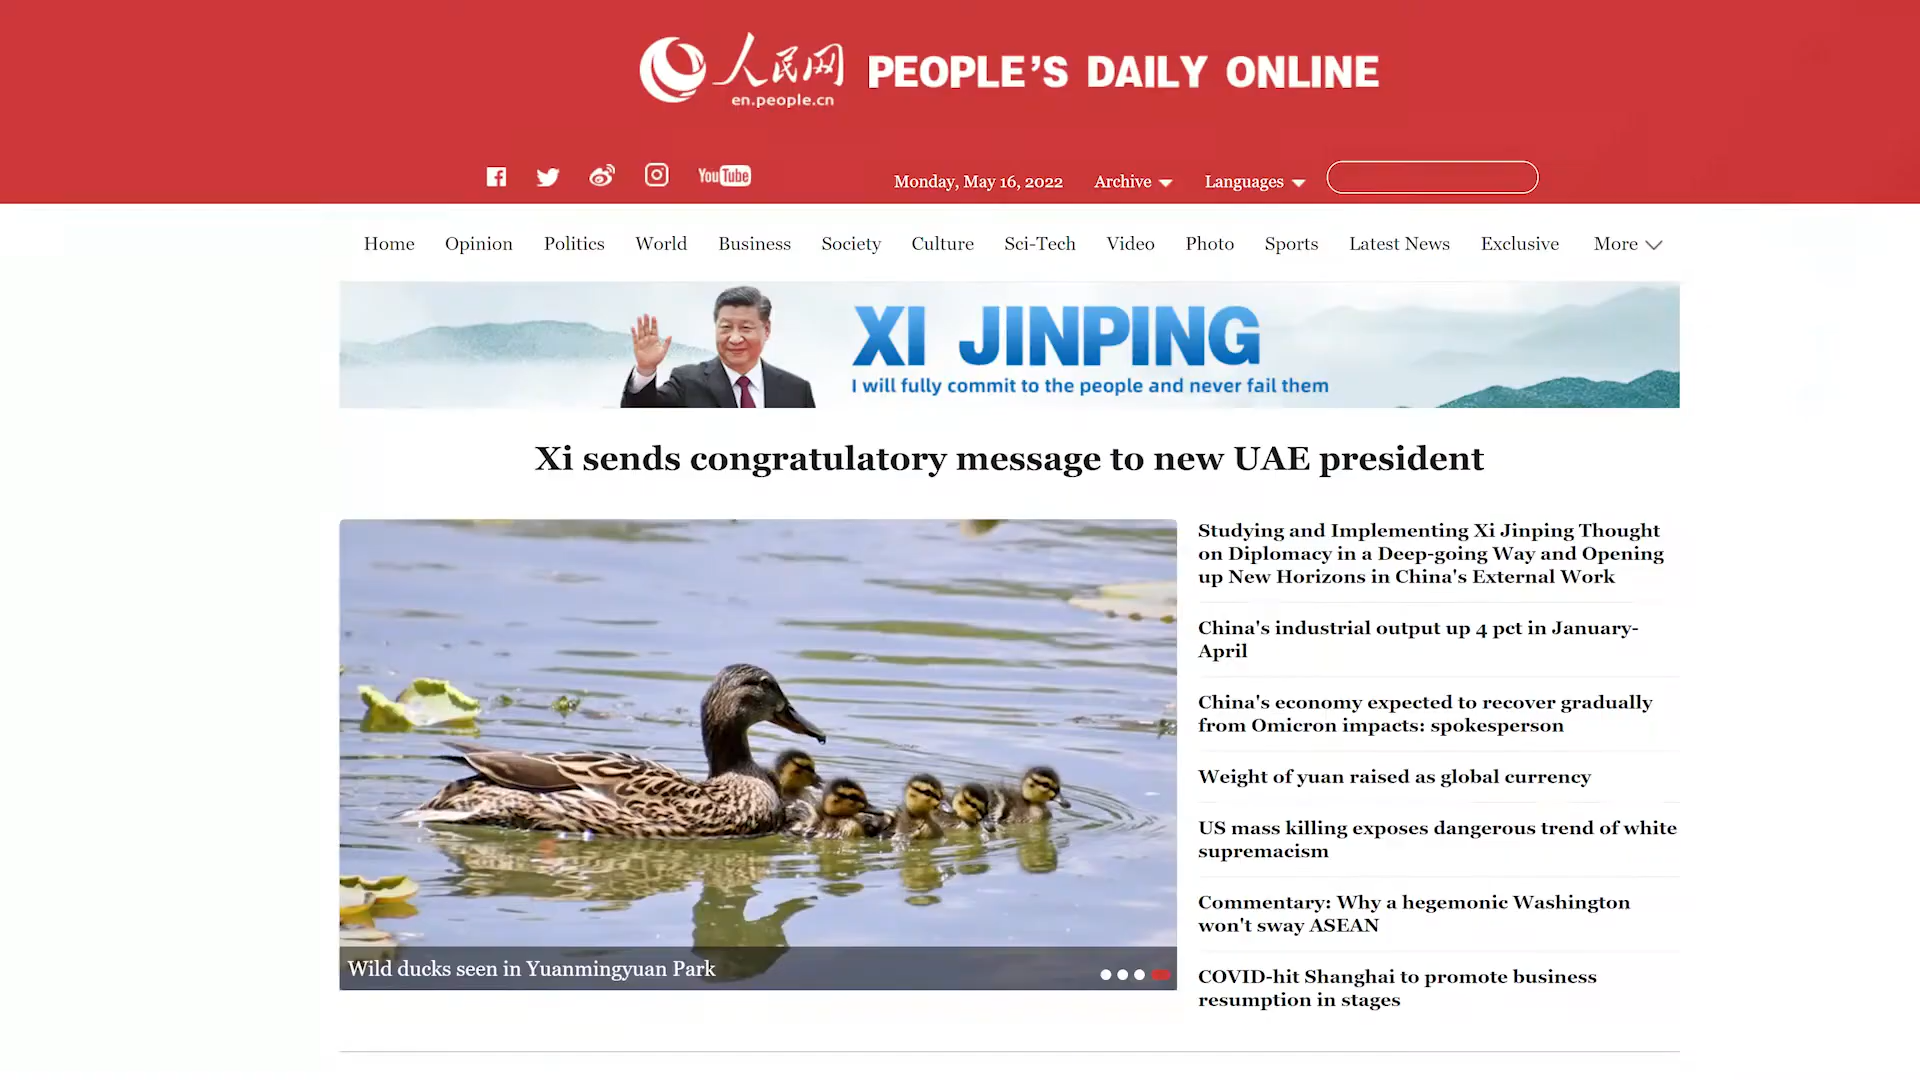 人民网
en.people.cn
PEOPLE'S DAILY ONLINE
You Tube
Monday, May 16, 2022
Archive
Languages
Home Opinion Politics World Business Society Culture Sci-Tech Video Photo Sports Latest News Exclusive More
XI JINPING
I will fully commit to the people and never fail them
Xi sends congratulatory message to new UAE president
Wild ducks seen in Yuanmingyuan Park
Studying and Implementing Xi Jinping Thought
on Diplomacy in a Deep-going Way and Opening
up New Horizons in China's External Work
China's industrial output up 4 pct in January-
April
China's economy expected to recover gradually
from Omicron impacts: spokesperson
Weight of yuan raised as global currency
US mass killing exposes dangerous trend of white
supremacism
Commentary: Why a hegemonic Washington
won't sway ASEAN
COVID-hit Shanghai to promote business
resumption in stages